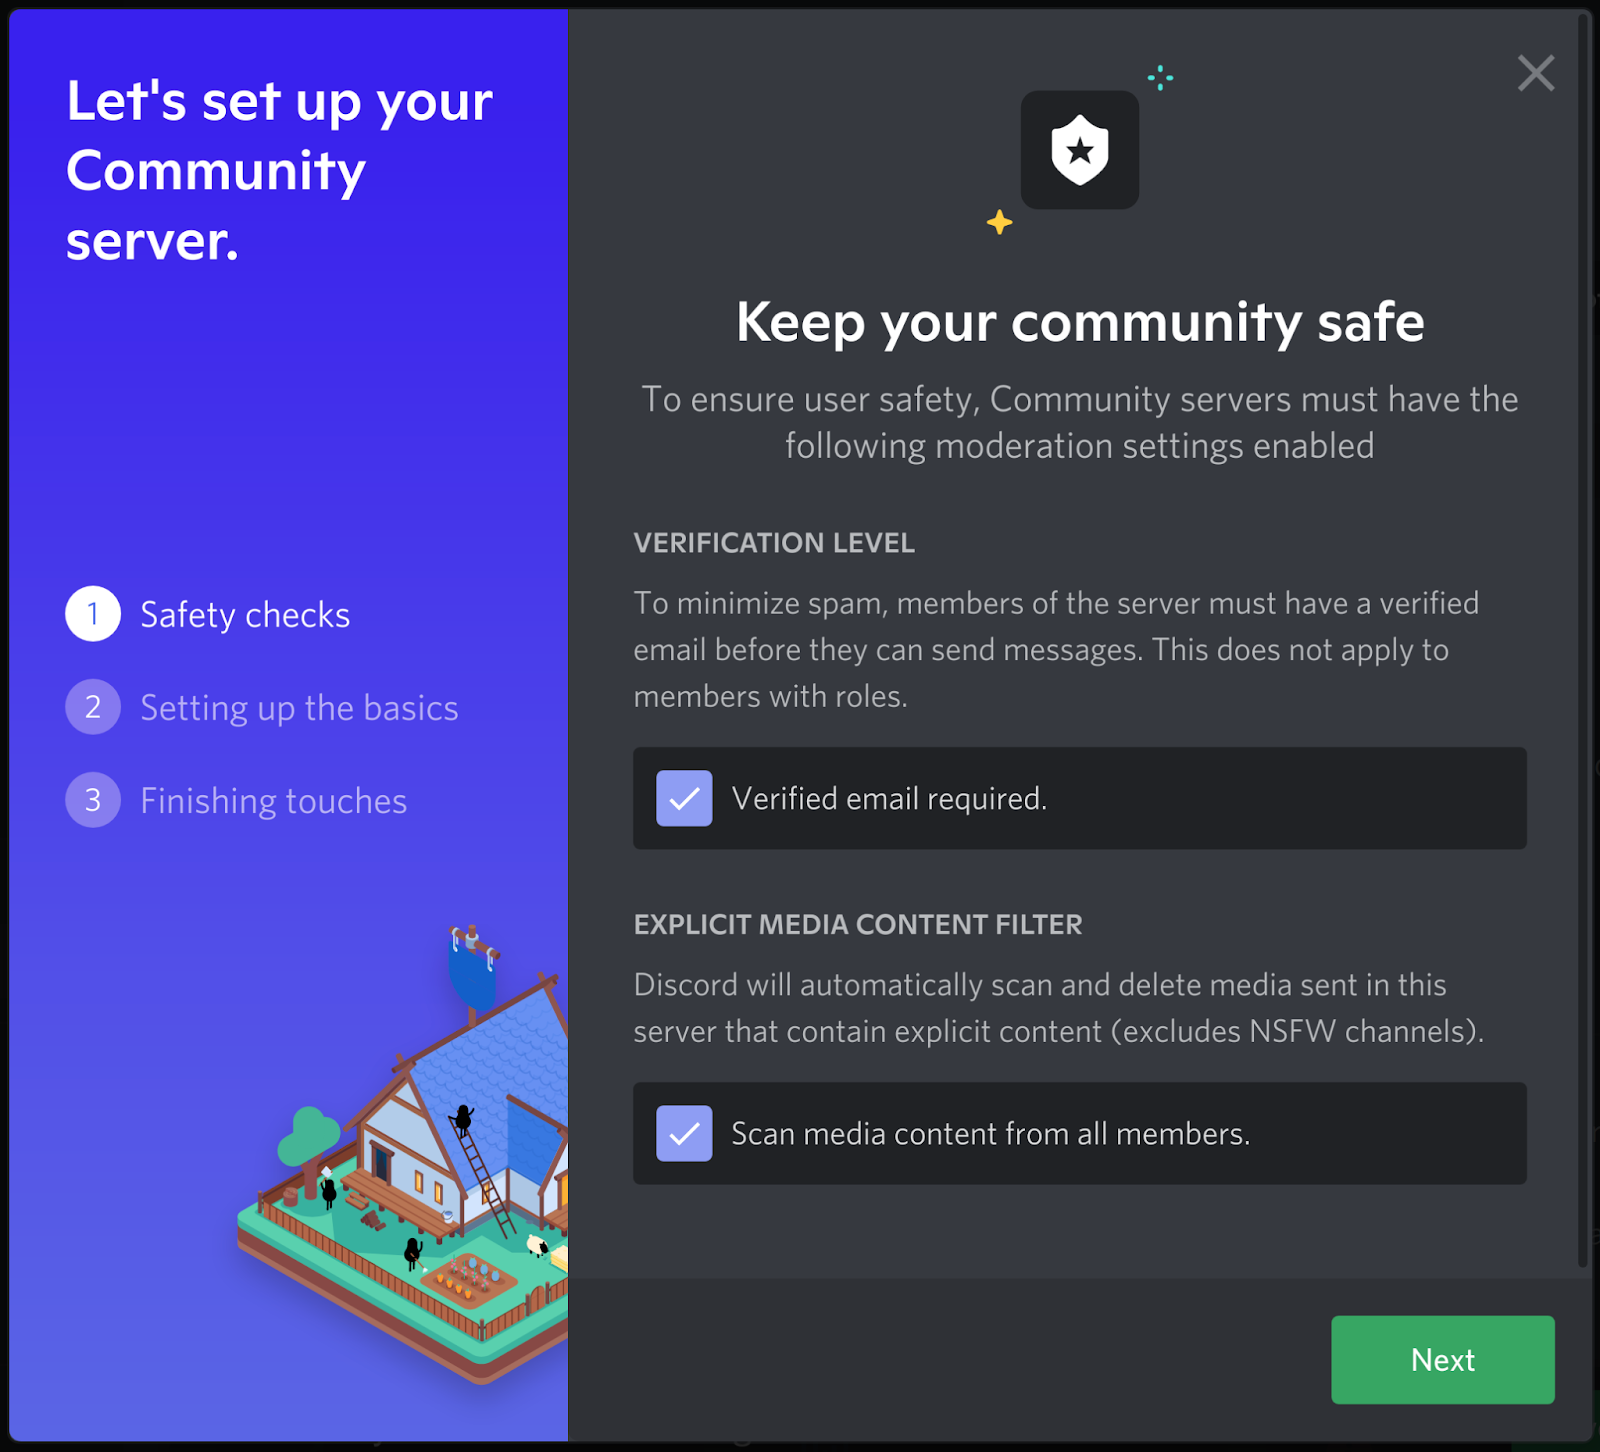 Let's set up your
Community
server.
1 Safety checks
2 Setting up the basics
3 Finishing touches
Keep your community safe
To ensure user safety, Community servers must have the
following moderation settings enabled
VERIFICATION LEVEL
To minimize spam, members of the server must have a verified
email before they can send messages. This does not apply to
members with roles.
Verified email required.
EXPLICIT MEDIA CONTENT FILTER
Discord will automatically scan and delete media sent in this
server that contain explicit content (excludes NSFW channels).
Scan media content from all members.
Next